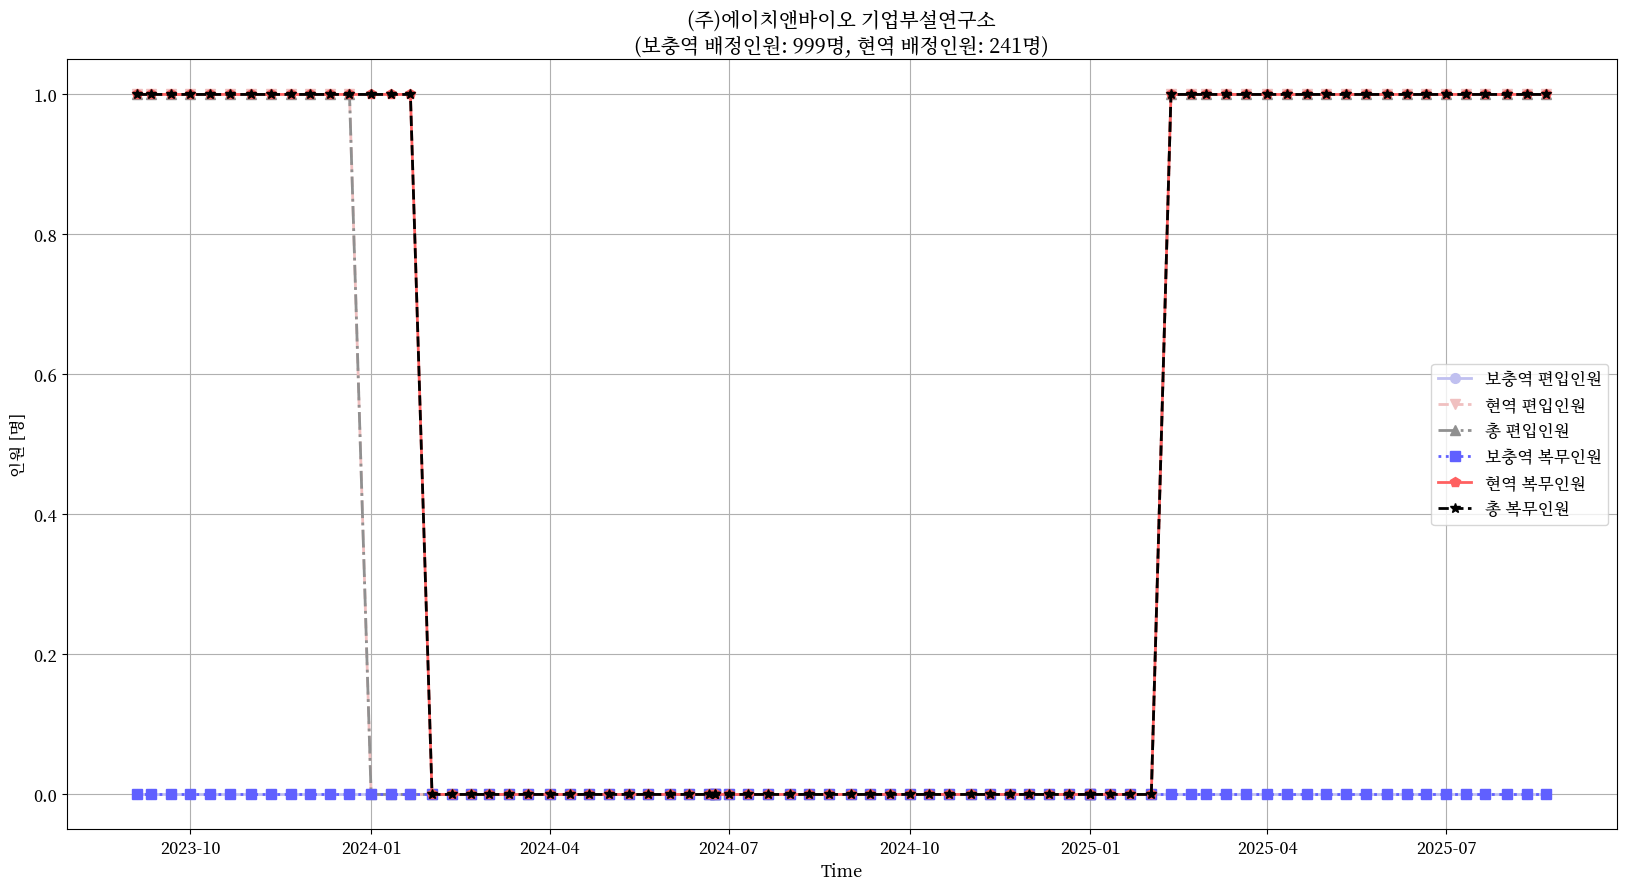 (주)에이치앤바이오 기업부설연구소
(보충역 배정인원: 999명, 현역 배정인원: 241명)
1.0
0.8
0.6
0.4
0.2
0.0
인원 [명]
보충역 편입인원
현역 편입인원
총 편입인원
보충역 복무인원
현역 복무인원
총 복무인원
2023-10
2024-01
2024-04
2024-07
2024-10
2025-01
2025-04
2025-07
Time